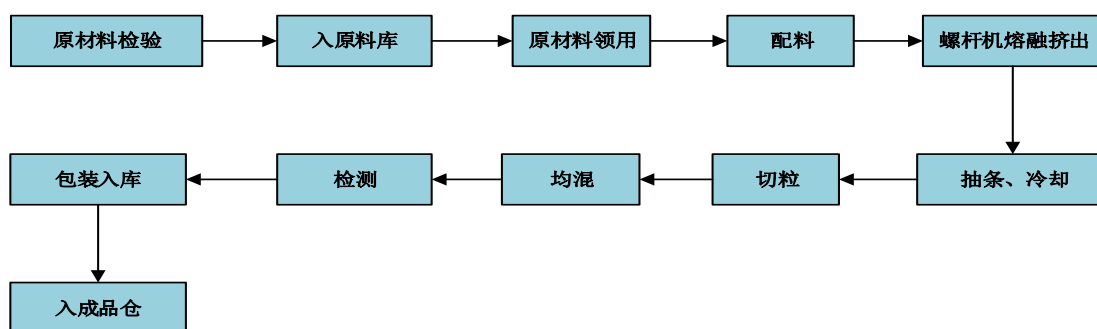 原材料检验
入原料库
原材料领用
配料
螺杆机熔融挤出
抽条、冷却
切粒
均混
检测
包装入库
入成品仓